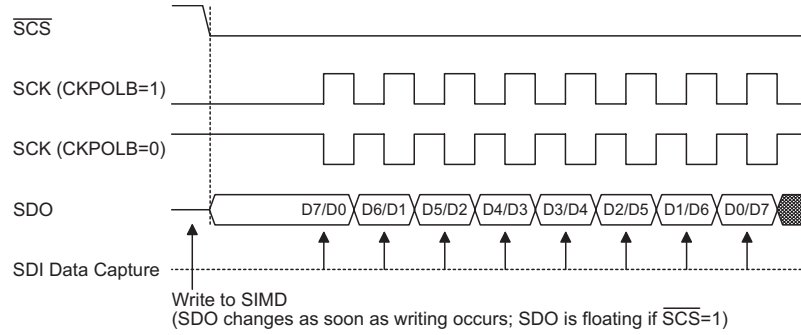 SCS
SCK (CKPOLB=1)
SCK (CKPOLB=0)
SDO D7/D0 D6/D1 D5/D2 D4/D3 D3/D4 D2/D5 D1/D6 D0/D7
SDI Data Capture
Write to SIMD
(SDO changes as soon as writing occurs; SDO is floating if SCS=1)